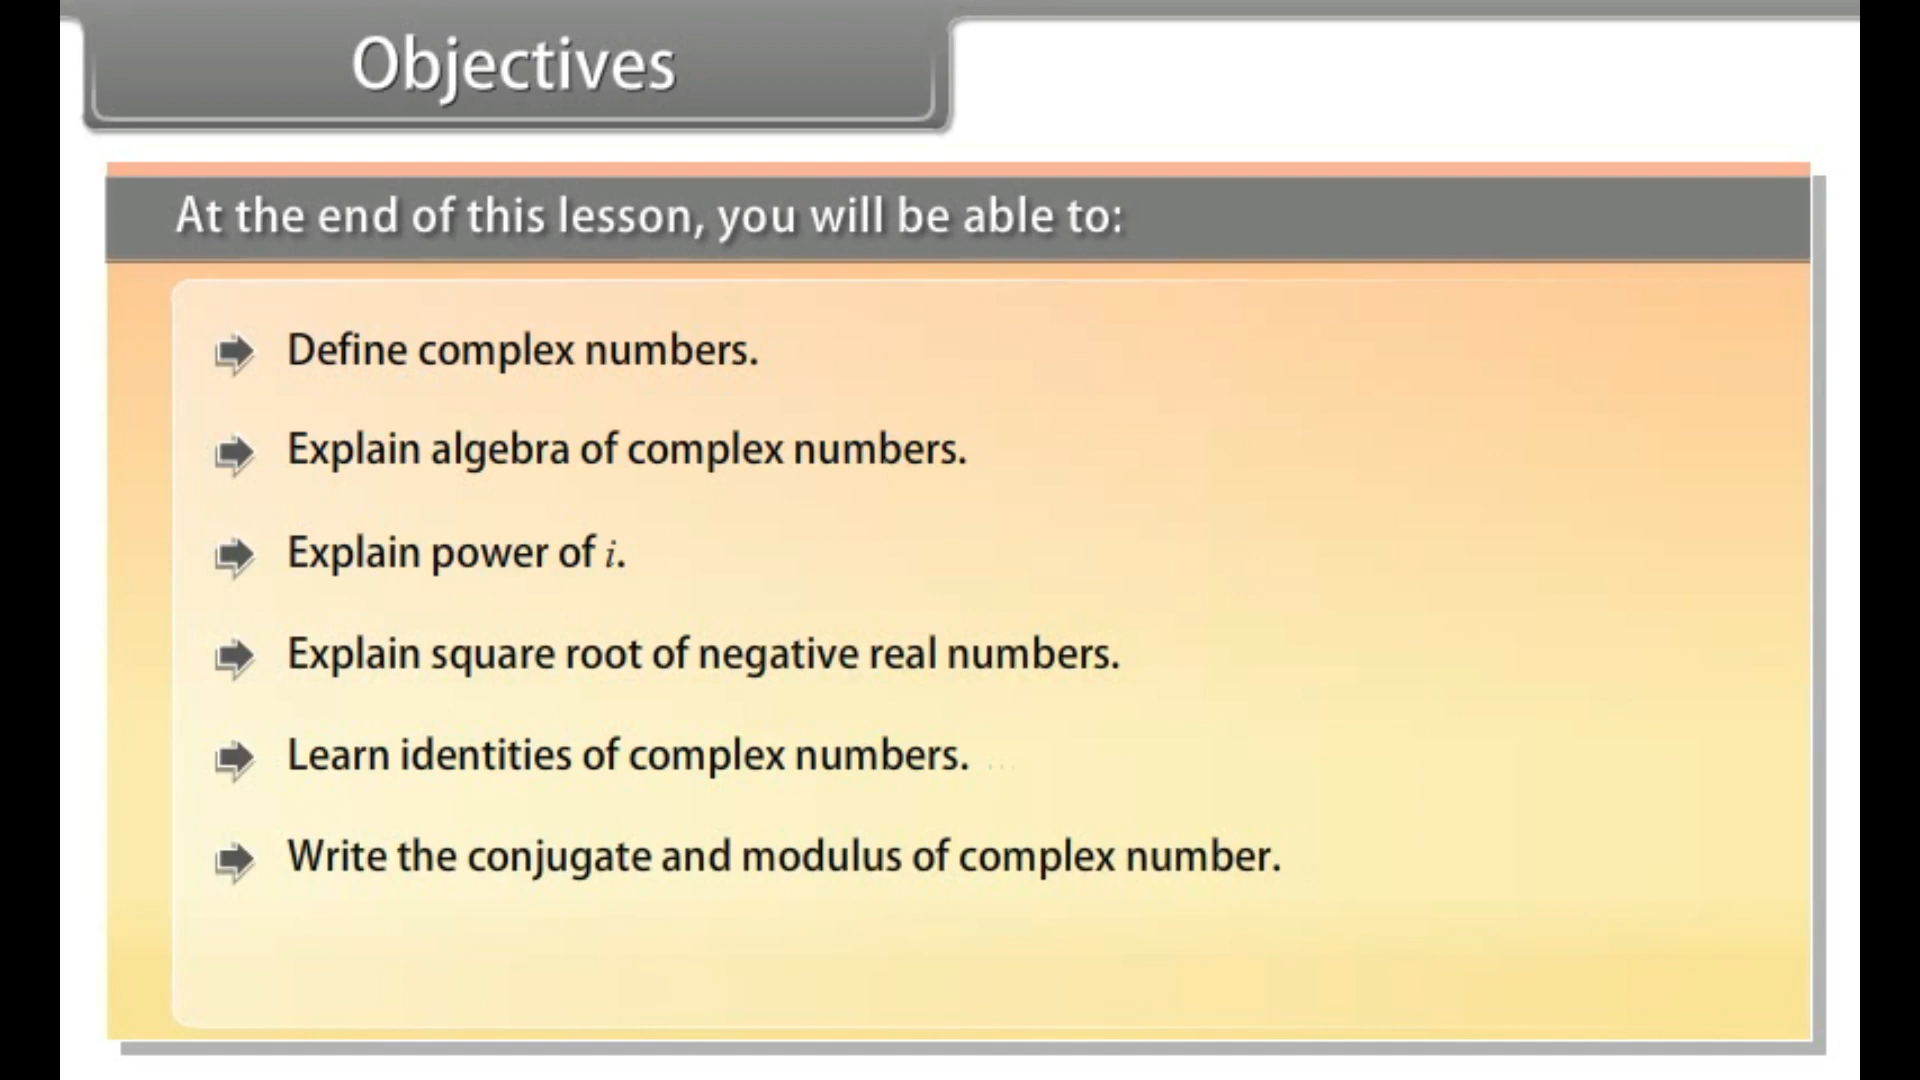 Objectives
At the end of this lesson, you will be able to:
Define complex numbers.
Explain algebra of complex numbers.
Explain power of i.
Explain square root of negative real numbers.
Learn identities of complex numbers.
Write the conjugate and modulus of complex number.